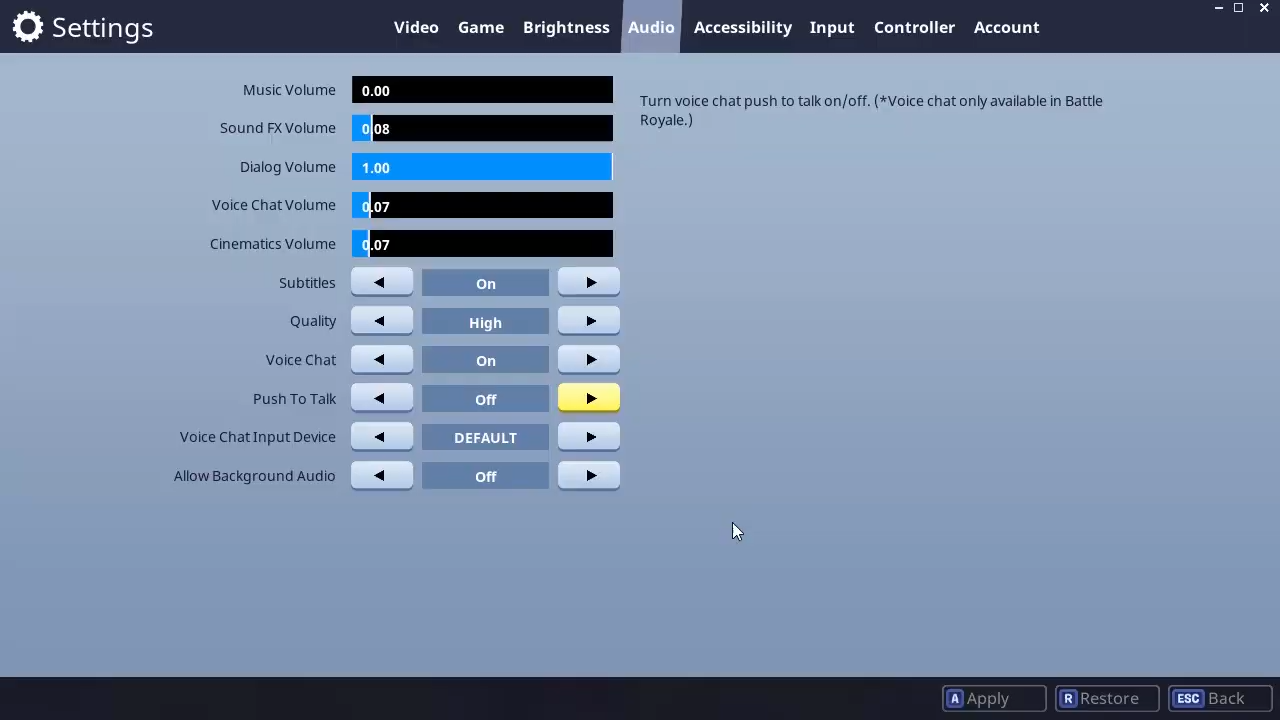 Settings
Video Game Brightness Audio Accessibility Input Controller Account
Music Volume 0.00
Turn voice chat push to talk on/off. (*Voice chat only available in Battle
Royale.)
Sound FX Volume 0.08
Dialog Volume 1.00
Voice Chat Volume 0.07
Cinematics Volume 0.07
Subtitles On
Quality High
Voice Chat On
Push To Talk Off
Voice Chat Input Device DEFAULT
Allow Background Audio Off
A Apply R Restore ESC Back